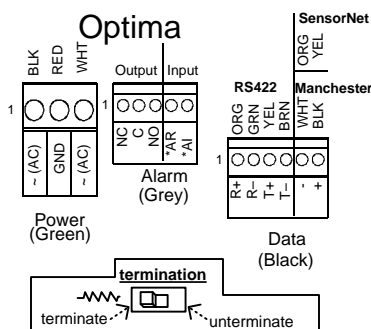 Optima
SensorNet
ORG
YEL
BLK
RED
WHT
Output
Input
RS422
Manchester
ORG
GRN
YEL
BRN
WHT
BLK
1
1
1
~ (AC)
GND
~ (AC)
NC
C
NO
*AR
*AI
R+
R–
T+
T–
-
+
Power
(Green)
Alarm
(Grey)
Data
(Black)
termination
terminate
unterminate